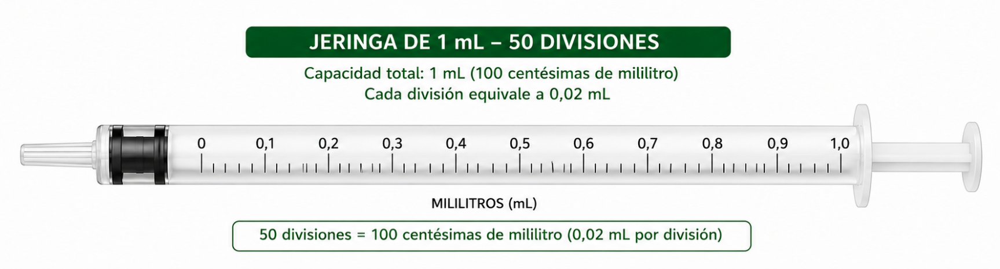 JERINGA DE 1 mL – 50 DIVISIONES
Capacidad total: 1 mL (100 centésimas de mililitro)
Cada división equivale a 0,02 mL
0 0,1 0,2 0,3 0,4 0,5 0,6 0,7 0,8 0,9 1,0
MILILITROS (mL)
50 divisiones = 100 centésimas de mililitro (0,02 mL por división)